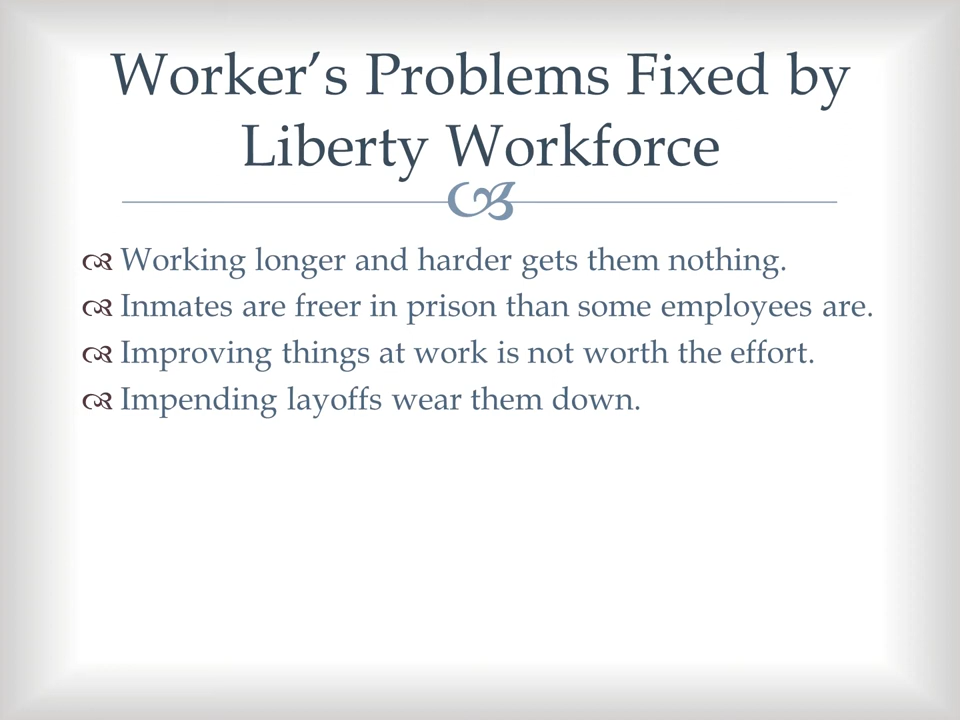 Worker’s Problems Fixed by
Liberty Workforce
Working longer and harder gets them nothing.
Inmates are freer in prison than some employees are.
Improving things at work is not worth the effort.
Impending layoffs wear them down.